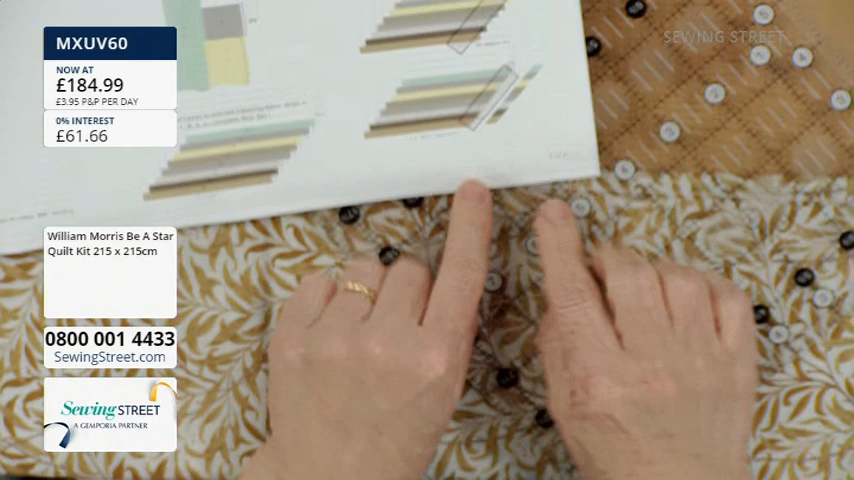 MXUV60
NOW AT
£184.99
£3.95 P&P PER DAY
0% INTEREST
£61.66
William Morris Be A Star
Quilt Kit 215 x 215cm
0800 001 4433
SewingStreet.com
Sewing STREET
A GEMPORIA PARTNER
SEWING STREET